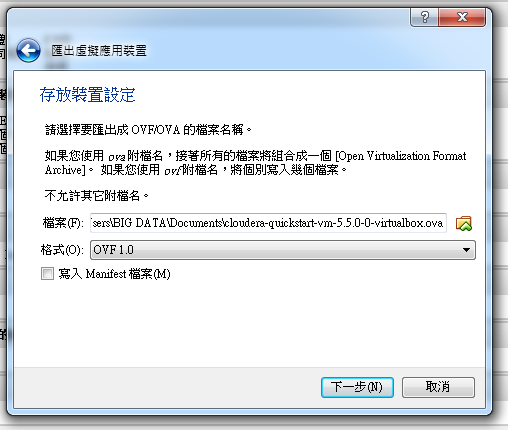 匯出虛擬應用裝置
存放裝置設定
請選擇要匯出成 OVF/OVA 的檔案名稱。
如果您使用 ova 附檔名，接著所有的檔案將組合成一個 [Open Virtualization Format
Archive]。 如果您使用 ovf 附檔名，將個別寫入幾個檔案。
不允許其它附檔名。
檔案(F): sers\BIG DATA\Documents\cloudera-quickstart-vm-5.5.0-0-virtualbox.ova
格式(O): OVF 1.0
寫入 Manifest 檔案(M)
下一步(N) 取消